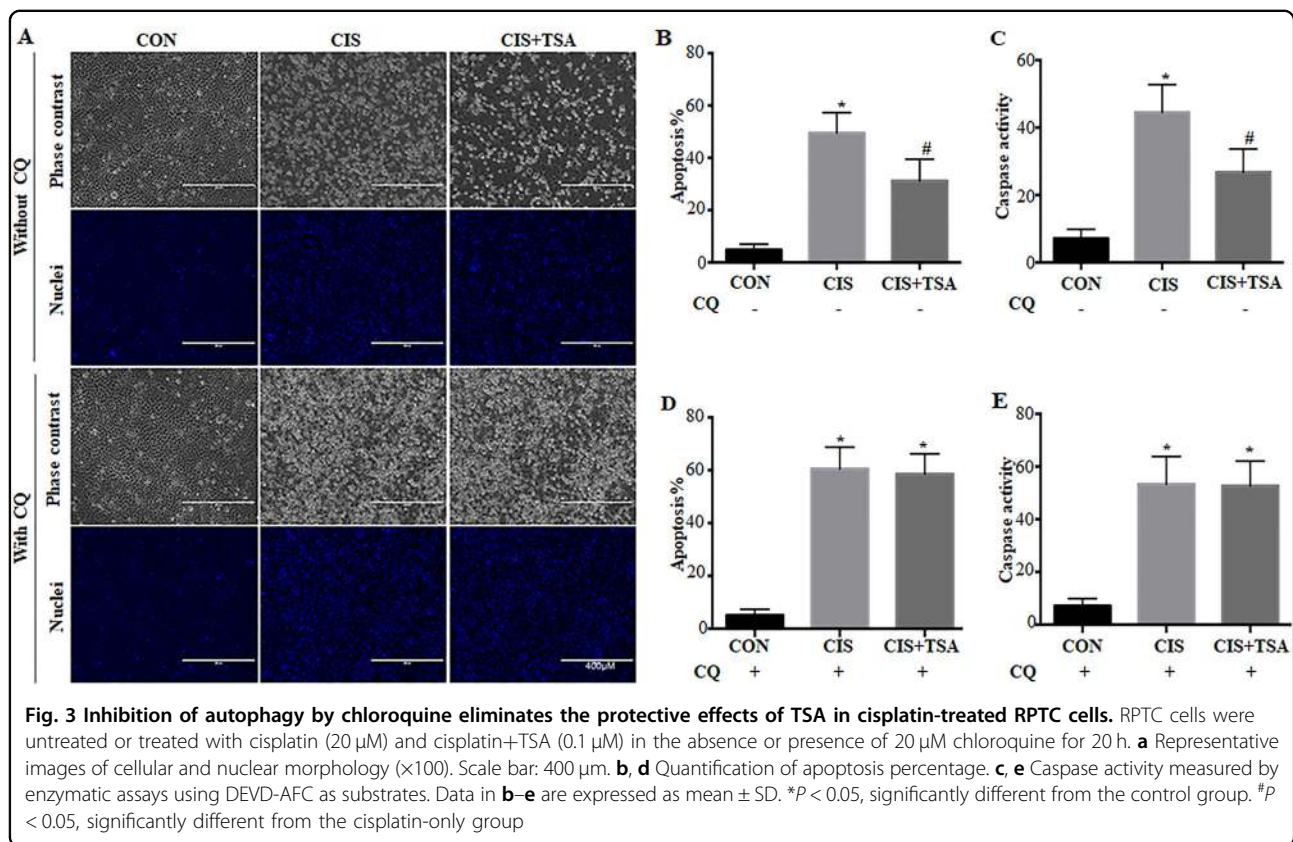 A
CON
CIS
CIS+TSA
Without CQ
Phase contrast
Nuclei
With CQ
Phase contrast
Nuclei
400µM
B
Apoptosis%
80
60
40
20
0
*
#
CON
CIS
CIS+TSA
CQ
-
-
-
C
Caspase activity
60
40
20
0
*
#
CON
CIS
CIS+TSA
-
-
-
D
Apoptosis%
80
60
40
20
0
*
*
CON
CIS
CIS+TSA
CQ
+
+
+
E
Caspase activity
80
60
40
20
0
*
*
CON
CIS
CIS+TSA
CQ
+
+
+
Fig. 3 Inhibition of autophagy by chloroquine eliminates the protective effects of TSA in cisplatin-treated RPTC cells. RPTC cells were
untreated or treated with cisplatin (20 µM) and cisplatin+TSA (0.1 µM) in the absence or presence of 20 µM chloroquine for 20 h. a Representative
images of cellular and nuclear morphology (×100). Scale bar: 400 µm. b, d Quantification of apoptosis percentage. c, e Caspase activity measured by
enzymatic assays using DEVD-AFC as substrates. Data in b–e are expressed as mean ± SD. *P < 0.05, significantly different from the control group. #P
< 0.05, significantly different from the cisplatin-only group